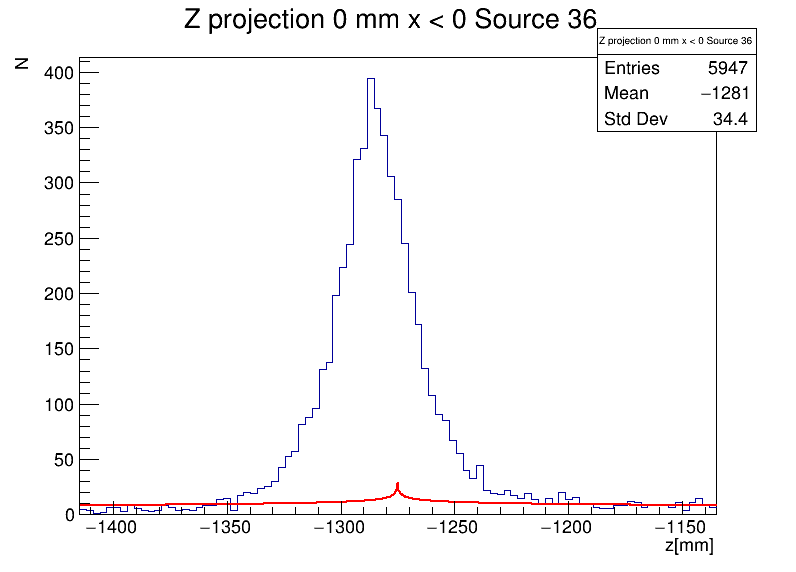 Z projection 0 mm x < 0 Source 36
Z projection 0 mm x < 0 Source 36
Entries 5947
Mean −1281
Std Dev 34.4
N
400
350
300
250
200
150
100
50
0
−1400 −1350 −1300 −1250 −1200 −1150
z[mm]